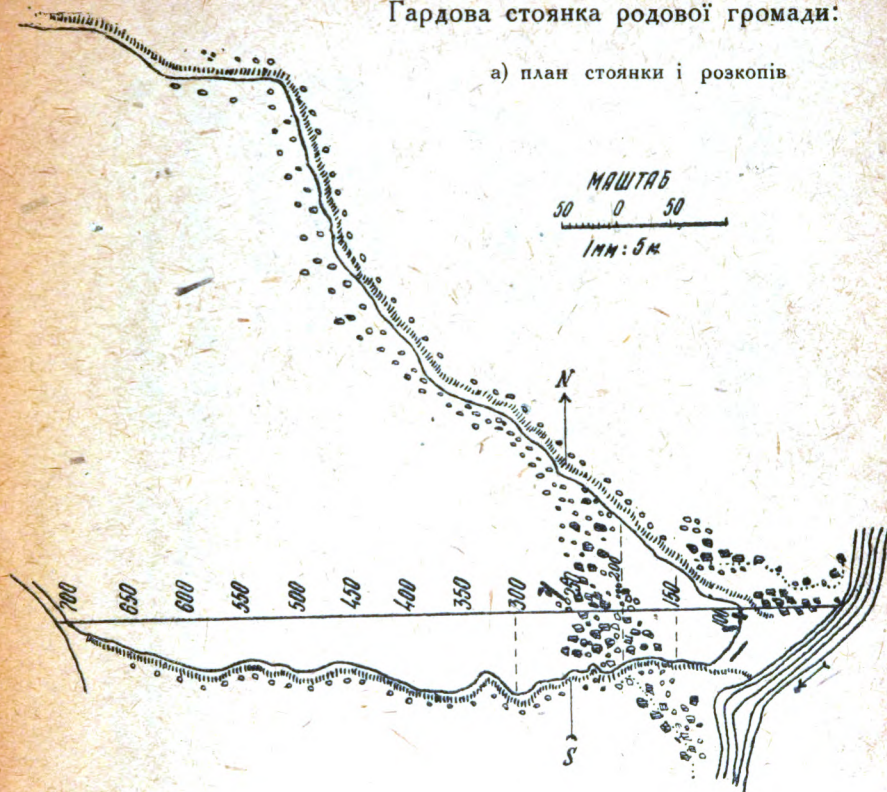 Гардова стоянка родової громади:
а) план стоянки і розкопів
МАШТАБ
50 0 50
1мм : 5м.
N
700 650 600 550 500 450 400 350 300 250 200 150 100
S